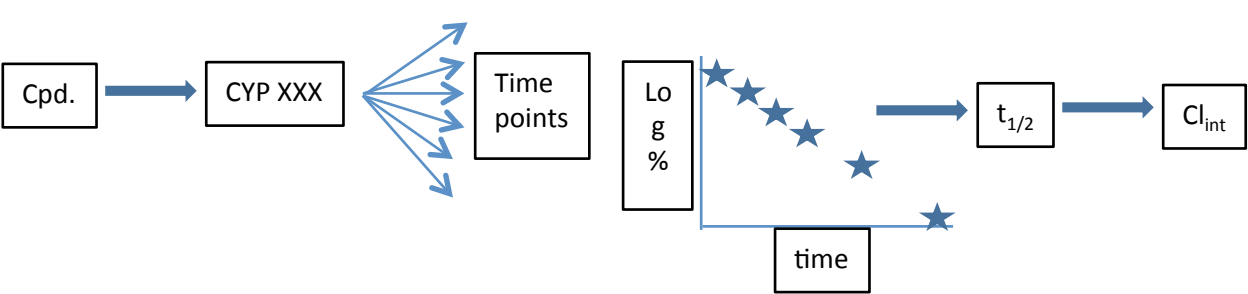 Cpd.
CYP XXX
Time
points
Lo
g
%
time
t1/2
Clint